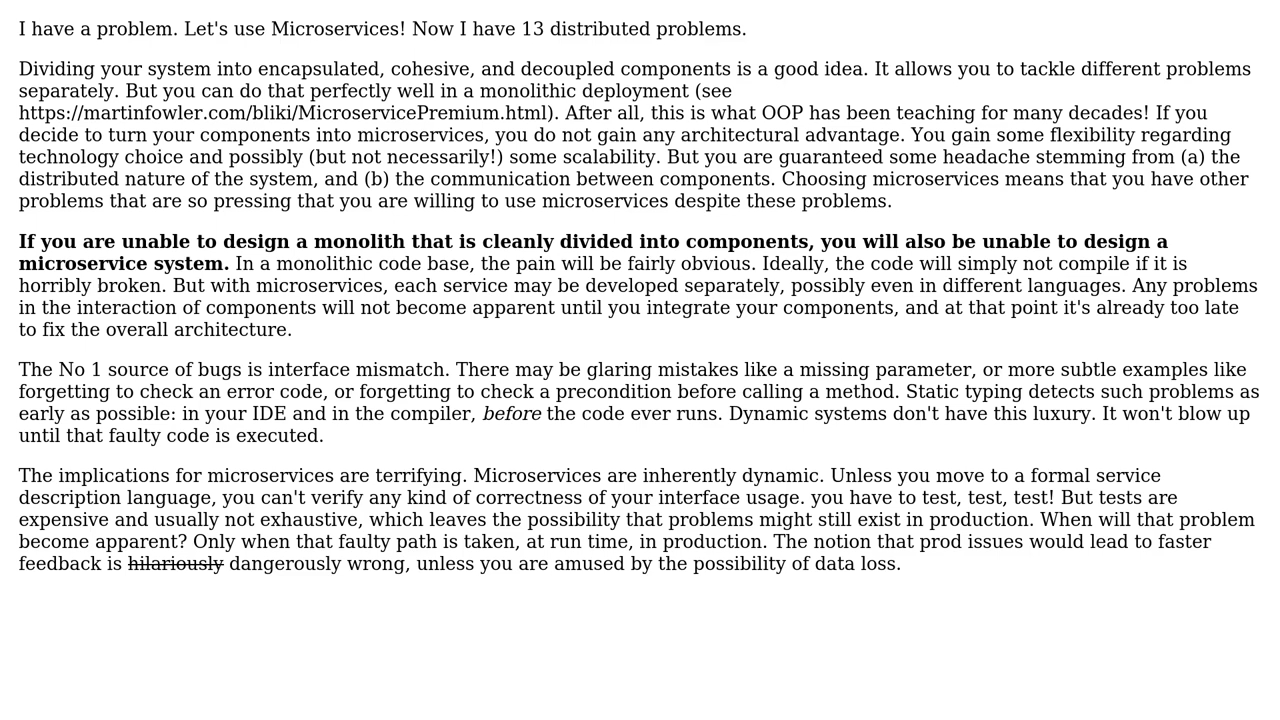 I have a problem. Let's use Microservices! Now I have 13 distributed problems.
Dividing your system into encapsulated, cohesive, and decoupled components is a good idea. It allows you to tackle different problems
separately. But you can do that perfectly well in a monolithic deployment (see
https://martinfowler.com/bliki/MicroservicePremium.html). After all, this is what OOP has been teaching for many decades! If you
decide to turn your components into microservices, you do not gain any architectural advantage. You gain some flexibility regarding
technology choice and possibly (but not necessarily!) some scalability. But you are guaranteed some headache stemming from (a) the
distributed nature of the system, and (b) the communication between components. Choosing microservices means that you have other
problems that are so pressing that you are willing to use microservices despite these problems.
If you are unable to design a monolith that is cleanly divided into components, you will also be unable to design a
microservice system. In a monolithic code base, the pain will be fairly obvious. Ideally, the code will simply not compile if it is
horribly broken. But with microservices, each service may be developed separately, possibly even in different languages. Any problems
in the interaction of components will not become apparent until you integrate your components, and at that point it's already too late
to fix the overall architecture.
The No 1 source of bugs is interface mismatch. There may be glaring mistakes like a missing parameter, or more subtle examples like
forgetting to check an error code, or forgetting to check a precondition before calling a method. Static typing detects such problems as
early as possible: in your IDE and in the compiler, before the code ever runs. Dynamic systems don't have this luxury. It won't blow up
until that faulty code is executed.
The implications for microservices are terrifying. Microservices are inherently dynamic. Unless you move to a formal service
description language, you can't verify any kind of correctness of your interface usage. you have to test, test, test! But tests are
expensive and usually not exhaustive, which leaves the possibility that problems might still exist in production. When will that problem
become apparent? Only when that faulty path is taken, at run time, in production. The notion that prod issues would lead to faster
feedback is hilariously dangerously wrong, unless you are amused by the possibility of data loss.